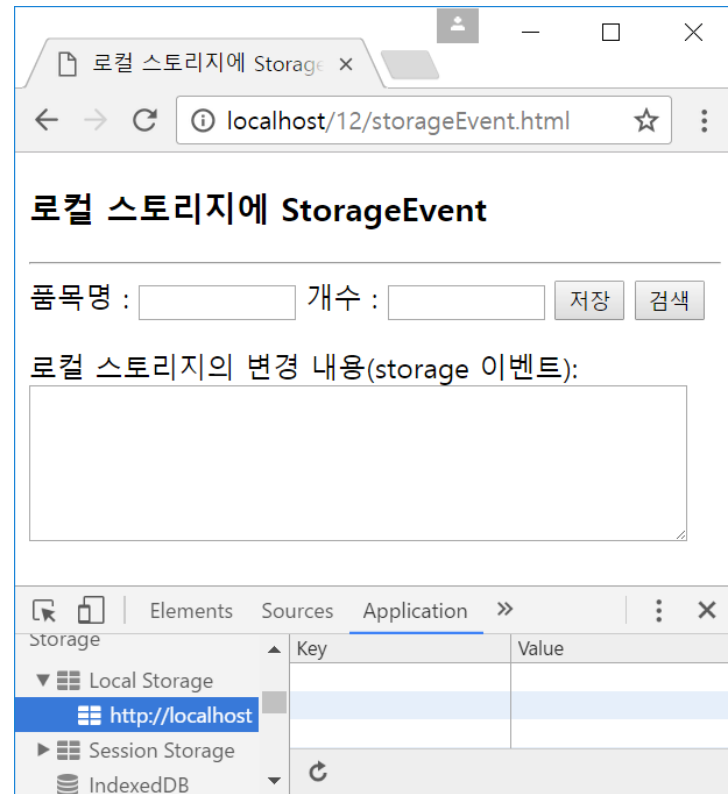 로컬 스토리지에 Storage
localhost/12/storageEvent.html
로컬 스토리지에 StorageEvent
품목명 : 개수 : 저장 검색
로컬 스토리지의 변경 내용(storage 이벤트):
Elements Sources Application
Storage
Key Value
Local Storage
http://localhost
Session Storage
IndexedDB